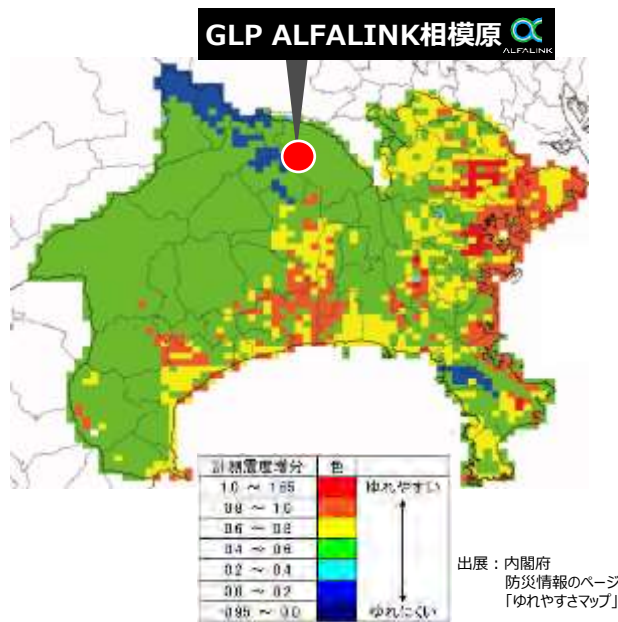 GLP ALFALINK相模原
ALFALINK
計測震度増分 色
1.0 ～ 1.65 ゆれやすい
0.8 ～ 1.0
0.6 ～ 0.8
0.4 ～ 0.6
0.2 ～ 0.4
0.0 ～ 0.2
-0.95 ～ 0.0 ゆれにくい
出展：内閣府
防災情報のページ
「ゆれやすさマップ」